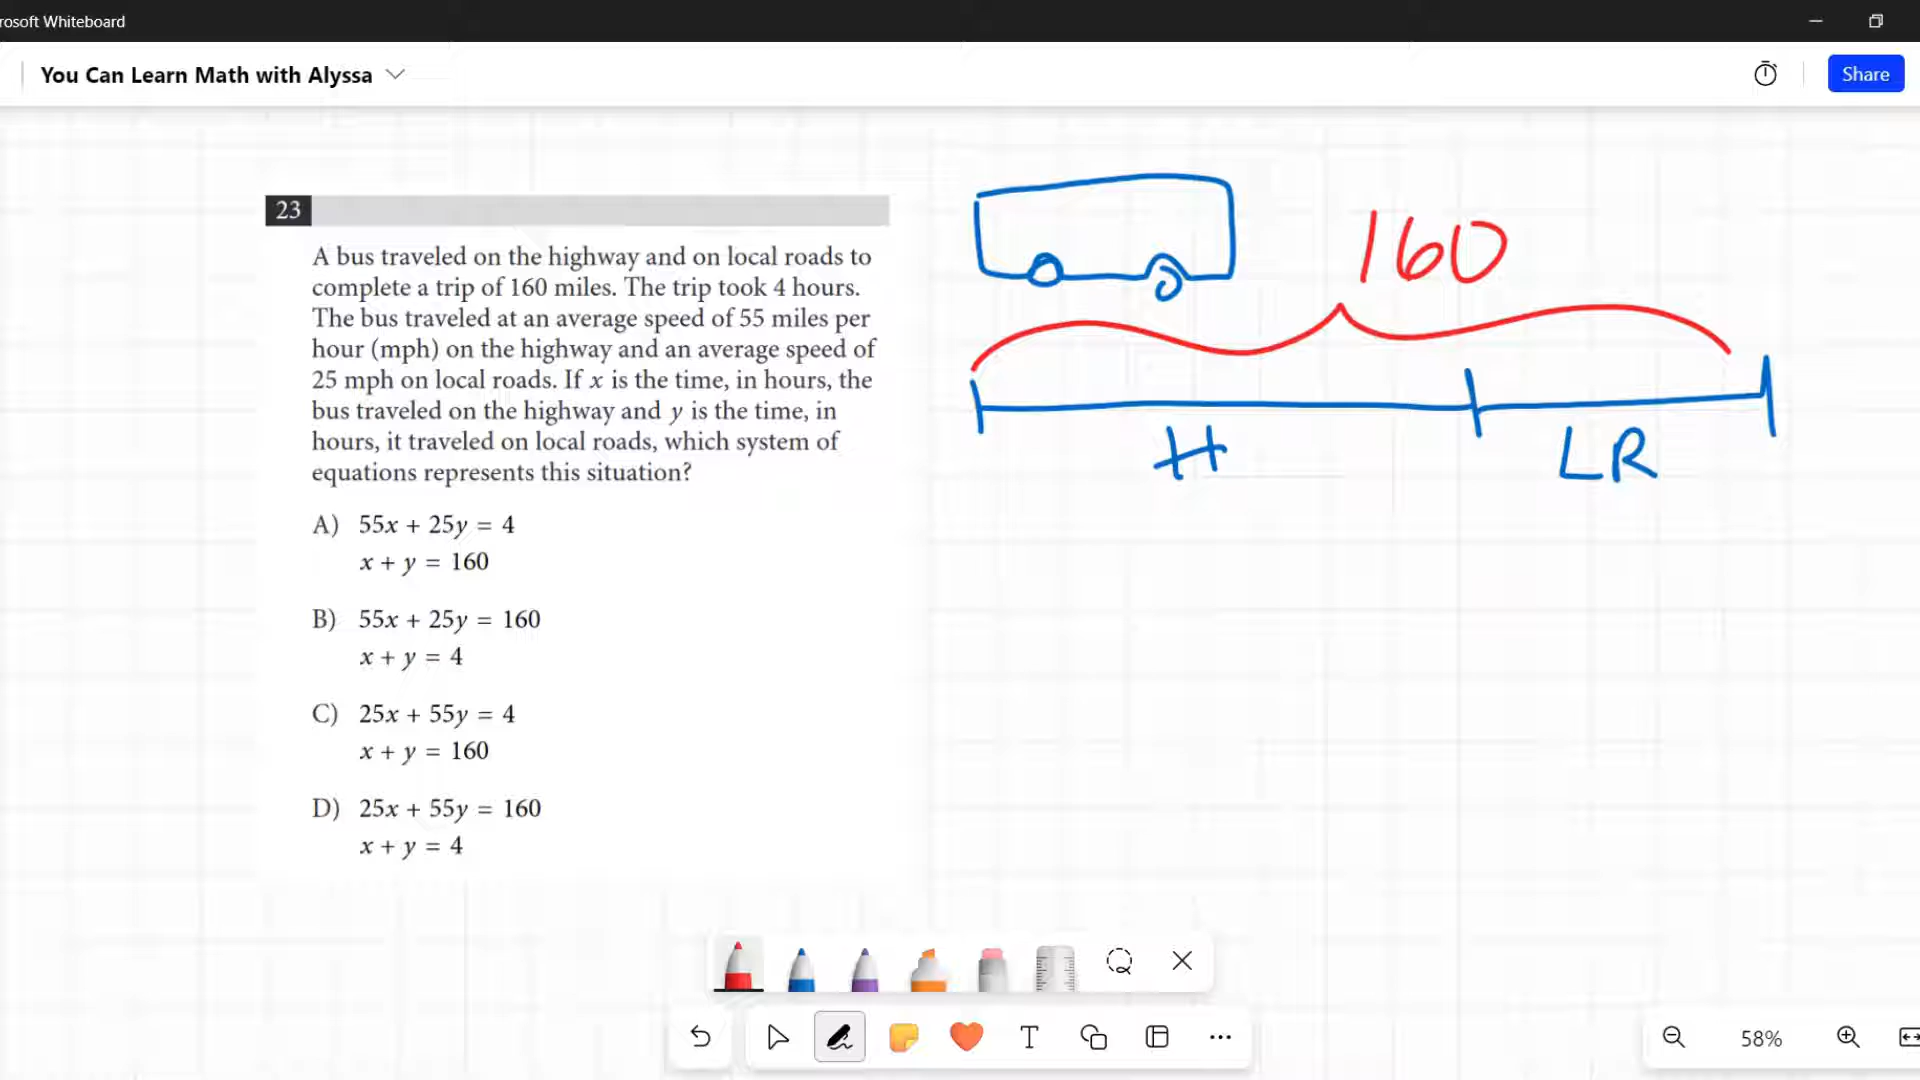 rosoft Whiteboard
You Can Learn Math with Alyssa
Share
23
A bus traveled on the highway and on local roads to
complete a trip of 160 miles. The trip took 4 hours.
The bus traveled at an average speed of 55 miles per
hour (mph) on the highway and an average speed of
25 mph on local roads. If x is the time, in hours, the
bus traveled on the highway and y is the time, in
hours, it traveled on local roads, which system of
equations represents this situation?
A) 55x + 25y = 4
x + y = 160
B) 55x + 25y = 160
x + y = 4
C) 25x + 55y = 4
x + y = 160
D) 25x + 55y = 160
x + y = 4
160
H
LR
58%